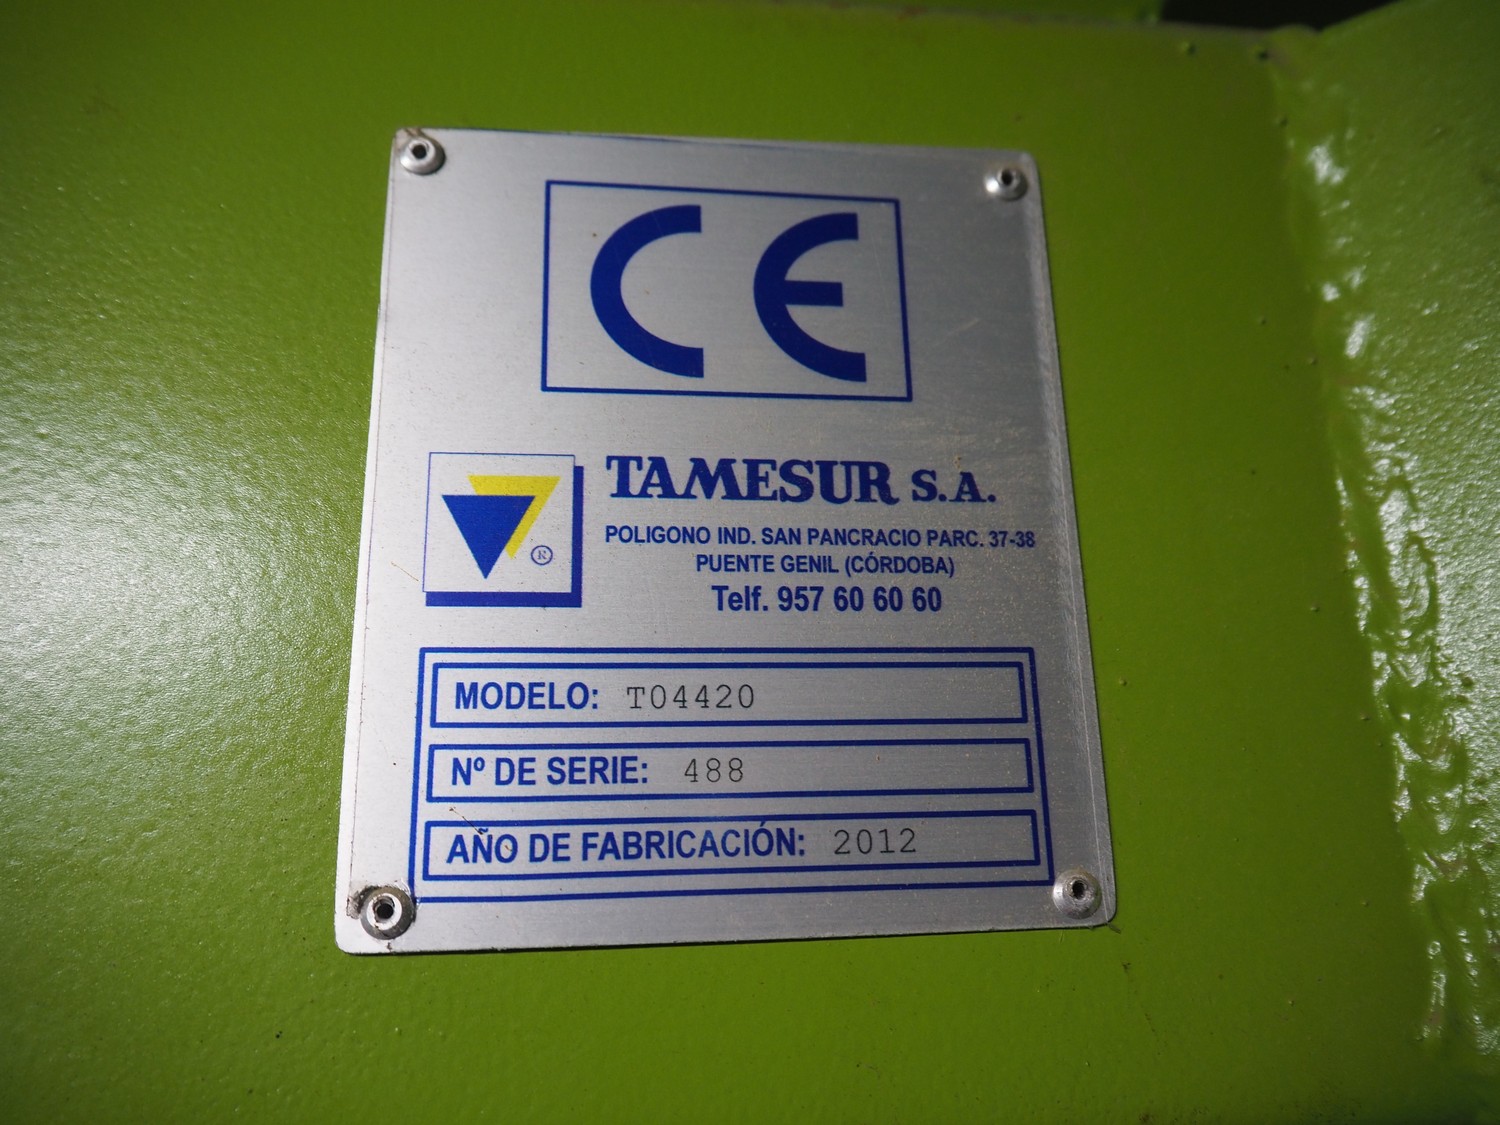 CE
TAMESUR S.A.
POLIGONO IND. SAN PANCRACIO PARC. 37-38
PUENTE GENIL (CÓRDOBA)
Telf. 957 60 60 60
®
MODELO: T04420
Nº DE SERIE: 488
AÑO DE FABRICACIÓN: 2012